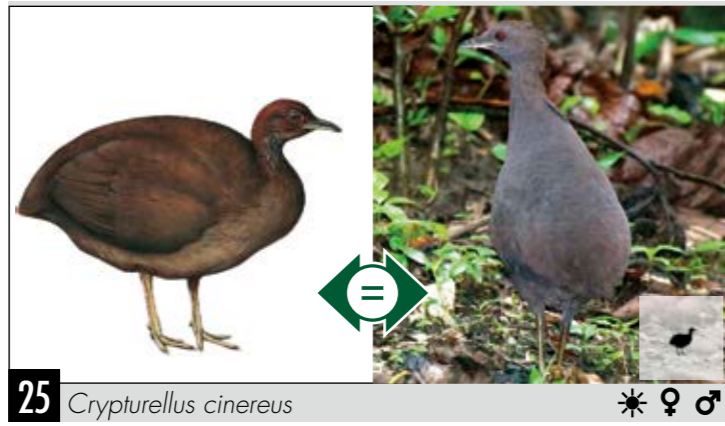 =
25 Crypturellus cinereus ☀ ♀ ♂